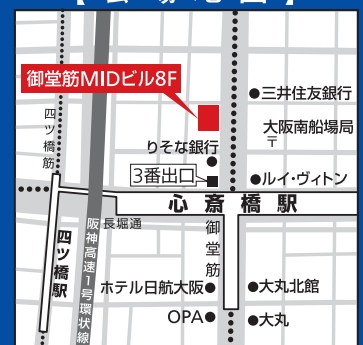 【会場地図】
御堂筋MIDビル8F
三井住友銀行
四ツ橋筋
大阪南船場局
〒
りそな銀行
3番出口
ルイ・ヴィトン
心斎橋駅
長堀通
御堂筋
四ツ橋駅
阪神高速1号環状線
ホテル日航大阪
大丸北館
OPA
大丸